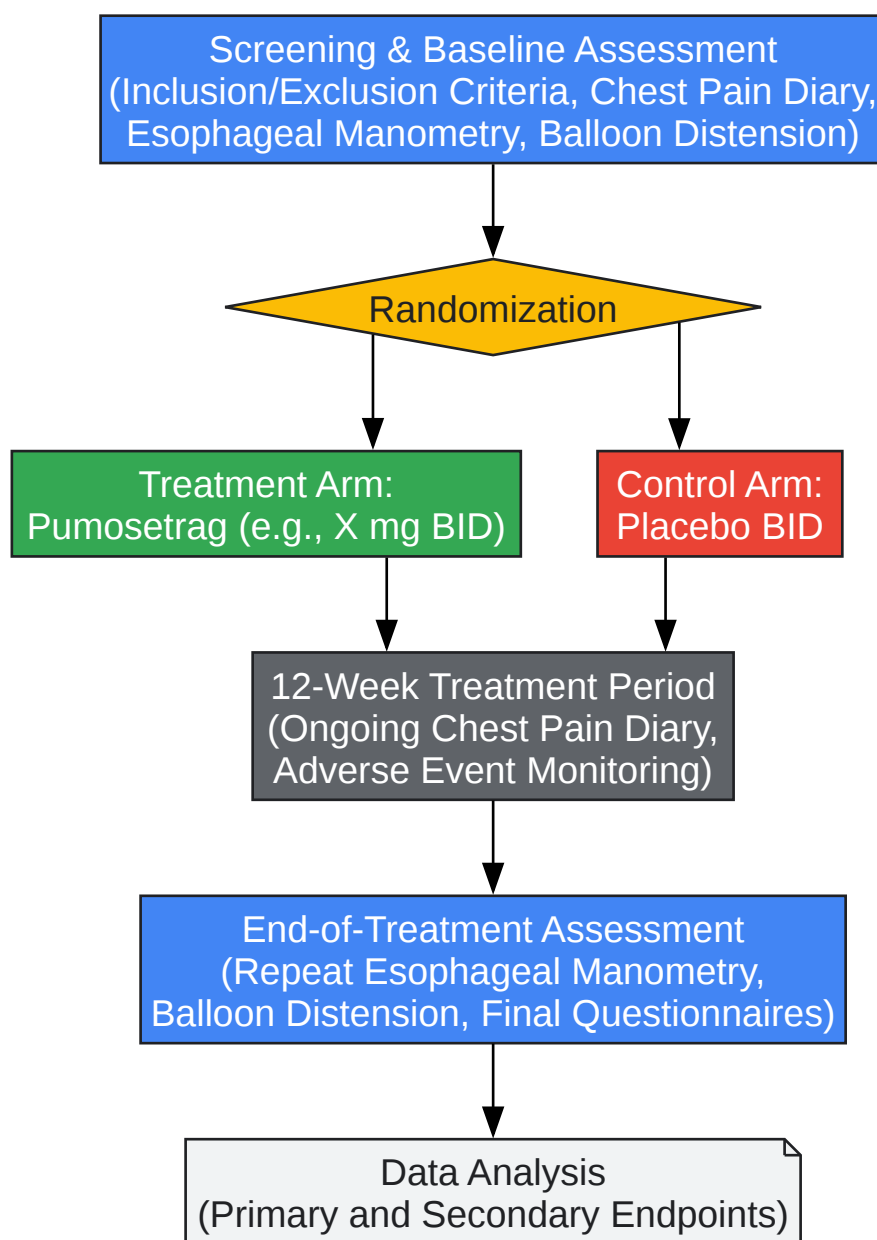 Screening & Baseline Assessment
(Inclusion/Exclusion Criteria, Chest Pain Diary,
Esophageal Manometry, Balloon Distension)
Randomization
Treatment Arm:
Pumosetrag (e.g., X mg BID)
Control Arm:
Placebo BID
12-Week Treatment Period
(Ongoing Chest Pain Diary,
Adverse Event Monitoring)
End-of-Treatment Assessment
(Repeat Esophageal Manometry,
Balloon Distension, Final Questionnaires)
Data Analysis
(Primary and Secondary Endpoints)